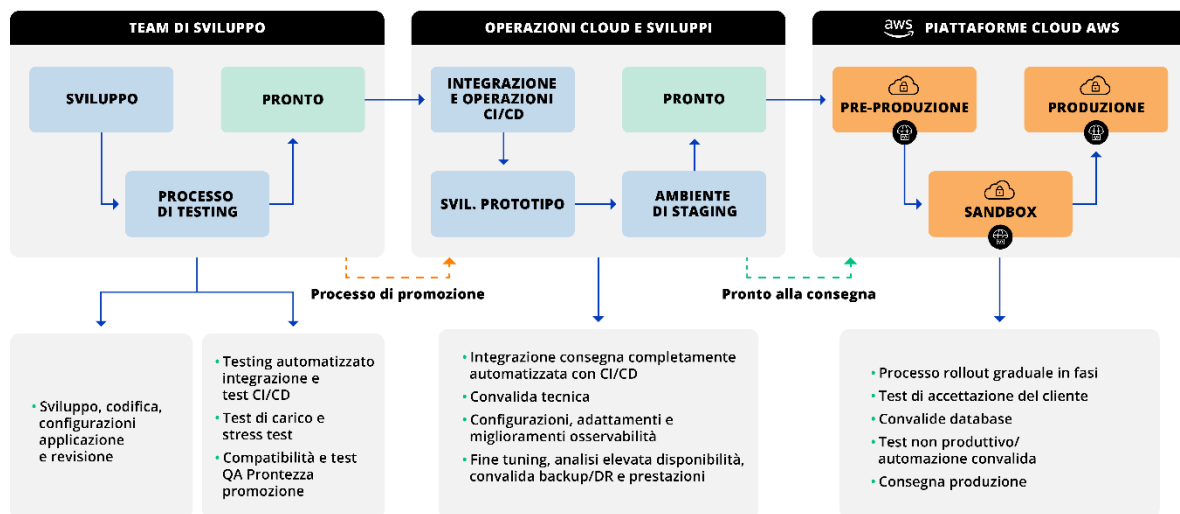 TEAM DI SVILUPPO
SVILUPPO
PRONTO
PROCESSO
DI TESTING
OPERAZIONI CLOUD E SVILUPPI
INTEGRAZIONE
E OPERAZIONI
CI/CD
PRONTO
SVIL. PROTOTIPO
AMBIENTE
DI STAGING
aws PIATTAFORME CLOUD AWS
PRE-PRODUZIONE
PRODUZIONE
SANDBOX
Processo di promozione
Pronto alla consegna
• Sviluppo, codifica,
configurazioni
applicazione
e revisione
• Testing automatizzato
integrazione e
test CI/CD
• Test di carico e
stress test
• Compatibilità e test
QA Prontezza
promozione
• Integrazione consegna completamente
automatizzata con CI/CD
• Convalida tecnica
• Configurazioni, adattamenti e
miglioramenti osservabilità
• Fine tuning, analisi elevata disponibilità,
convalida backup/DR e prestazioni
• Processo rollout graduale in fasi
• Test di accettazione del cliente
• Convalide database
• Test non produttivo/
automazione convalida
• Consegna produzione